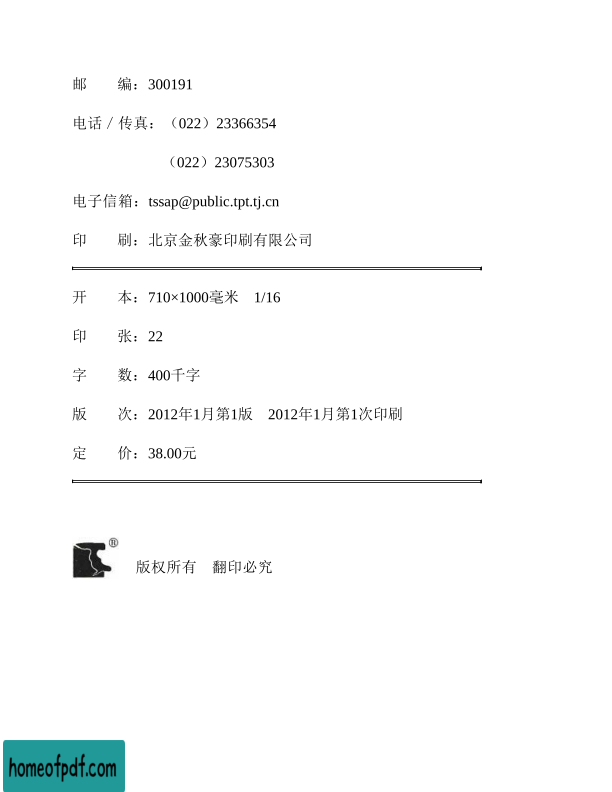 邮　　编：300191
电话／传真：（022）23366354
（022）23075303
电子信箱：tssap@public.tpt.tj.cn
印　　刷：北京金秋豪印刷有限公司
开　　本：710×1000毫米　1/16
印　　张：22
字　　数：400千字
版　　次：2012年1月第1版　2012年1月第1次印刷
定　　价：38.00元
®
版权所有　翻印必究
homeofpdf.com